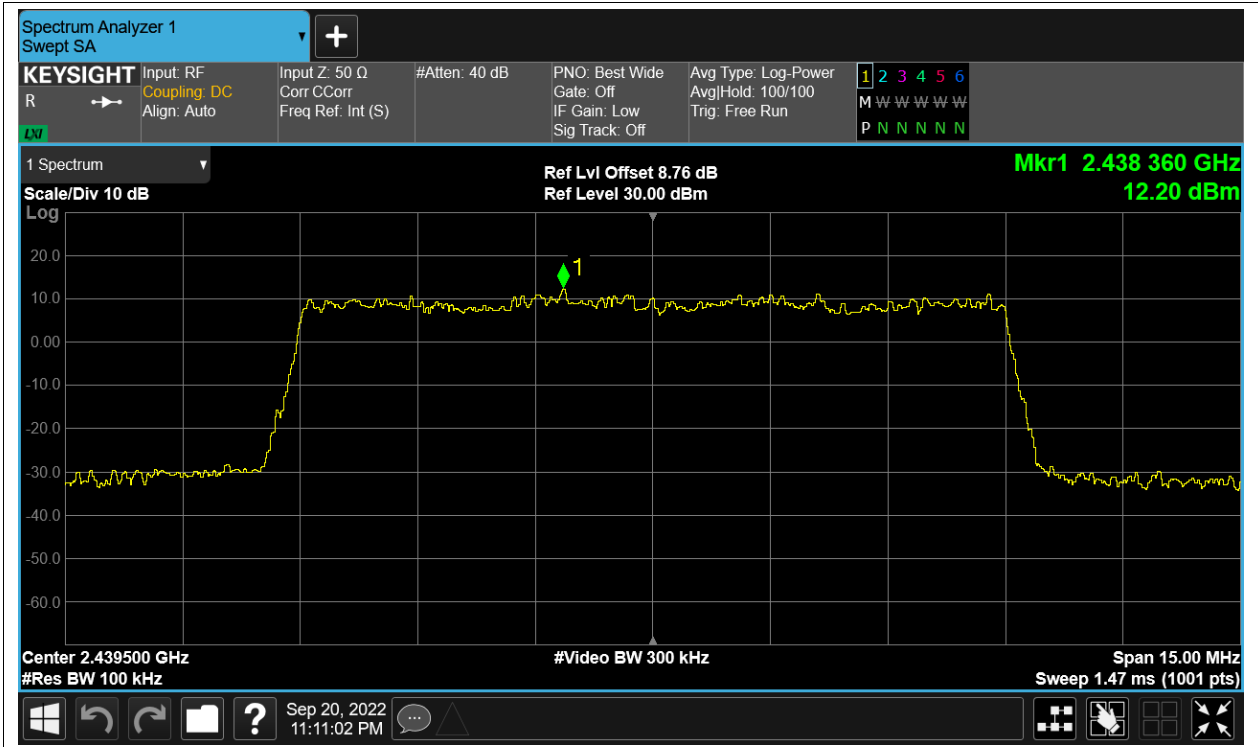 Spectrum Analyzer 1
Swept SA
KEYSIGHT
R
LXI
Input: RF
Coupling: DC
Align: Auto
Input Z: 50 Ω
Corr CCorr
Freq Ref: Int (S)
#Atten: 40 dB
PNO: Best Wide
Gate: Off
IF Gain: Low
Sig Track: Off
Avg Type: Log-Power
Avg|Hold: 100/100
Trig: Free Run
1 2 3 4 5 6
M W W W W W
P N N N N N
1 Spectrum
Scale/Div 10 dB
Log
Ref Lvl Offset 8.76 dB
Ref Level 30.00 dBm
Mkr1 2.438 360 GHz
12.20 dBm
1
20.0
10.0
0.00
-10.0
-20.0
-30.0
-40.0
-50.0
-60.0
Center 2.439500 GHz
#Res BW 100 kHz
#Video BW 300 kHz
Span 15.00 MHz
Sweep 1.47 ms (1001 pts)
?
Sep 20, 2022
11:11:02 PM